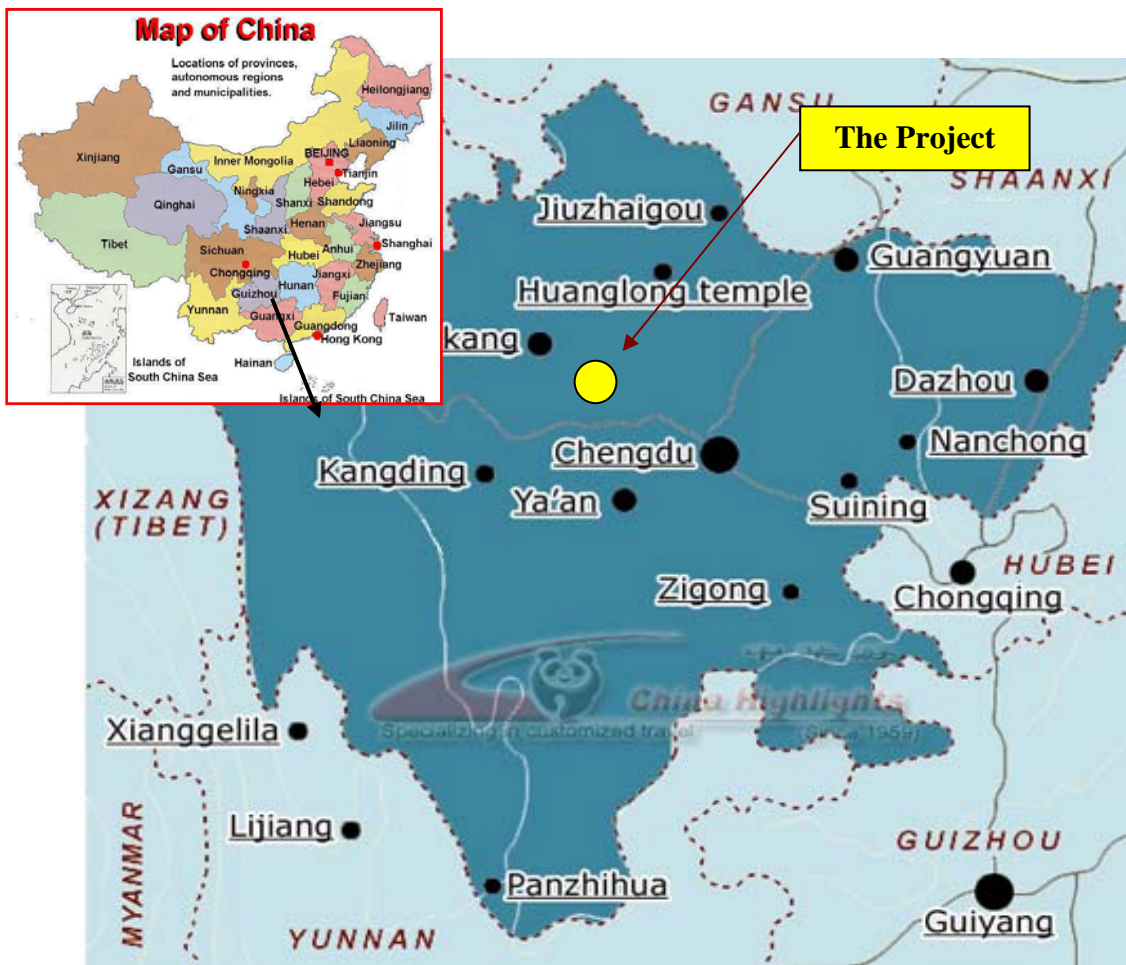 Map of China
Locations of provinces,
autonomous regions
and municipalities.
Heilongjiang
Jilin
Liaoning
Xinjiang
Inner Mongolia
BEIJING
Gansu
Tianjin
Hebei
Ningxia
Shanxi
Shandong
Qinghai
Shaanxi
Henan
Jiangsu
Tibet
Sichuan
Anhui
Shanghai
Hubei
Chongqing
Zhejiang
Hunan
Jiangxi
Guizhou
Fujian
Yunnan
Guangxi
Guangdong
Taiwan
Hong Kong
Hainan
Islands of
South China Sea
Islands of South China Sea
GANSU
The Project
SHAANXI
Jiuzhaigou
Guangyuan
Huanglong temple
kang
Dazhou
Nanchong
Chengdu
Kangding
Ya'an
Suining
XIZANG
(TIBET)
HUBEI
Zigong
Chongqing
China Highlights
Specializing in customized travel
(Since 1959)
Xianggelila
Lijiang
MYANMAR
GUIZHOU
Panzhihua
Guiyang
YUNNAN